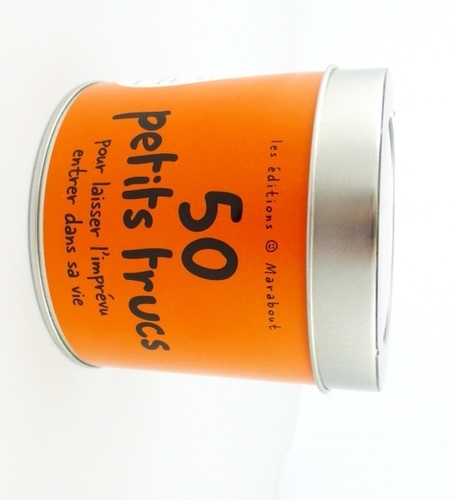 les éditions Marabout
50
petits trucs
pour laisser l'imprévu
entrer dans sa vie